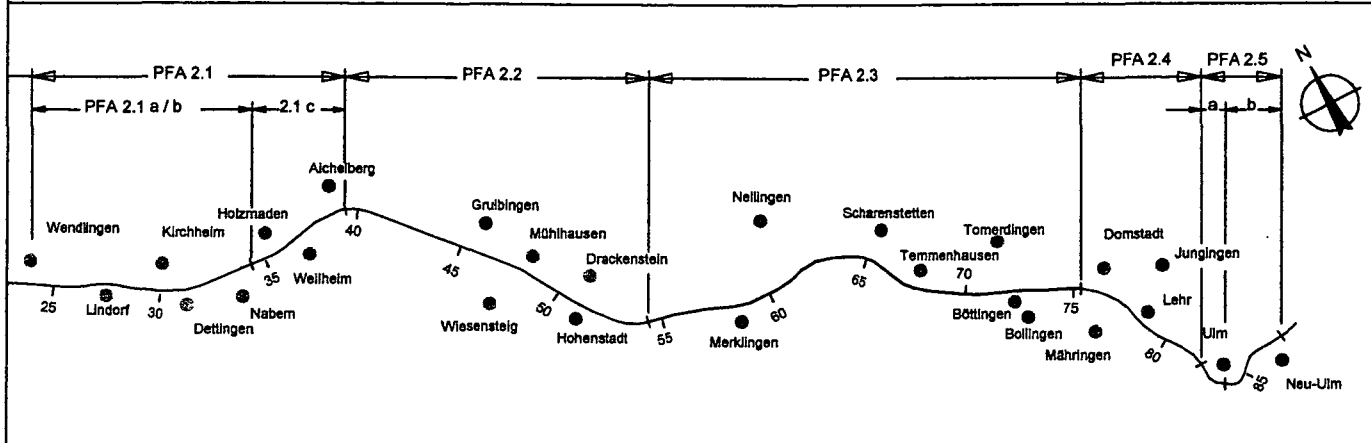 PFA 2.1
PFA 2.2
PFA 2.3
PFA 2.4
PFA 2.5
N
PFA 2.1 a / b
2.1 c
a
b
Aichelberg
Holzmaden
Wendlingen
Kirchheim
Weilheim
Nabern
Lindorf
Dettingen
Gruibingen
Mühlhausen
Drackenstein
Wiesensteig
Hohenstadt
Nellingen
Merklingen
Scharenstetten
Temmenhausen
Tomerdingen
Böttingen
Bollingen
Mähringen
Dornstadt
Jungingen
Lehr
Ulm
Neu-Ulm
25
30
35
40
45
50
55
60
65
70
75
80
85